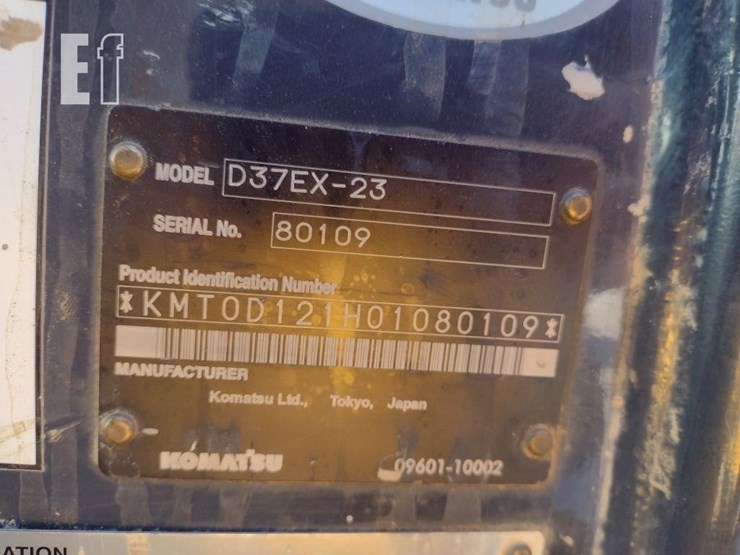 Ef
MODEL D37EX-23
SERIAL No. 80109
Product Identification Number
*KMT0D121H01080109*
MANUFACTURER
Komatsu Ltd., Tokyo, Japan
KOMATSU 09601-10002
ATION